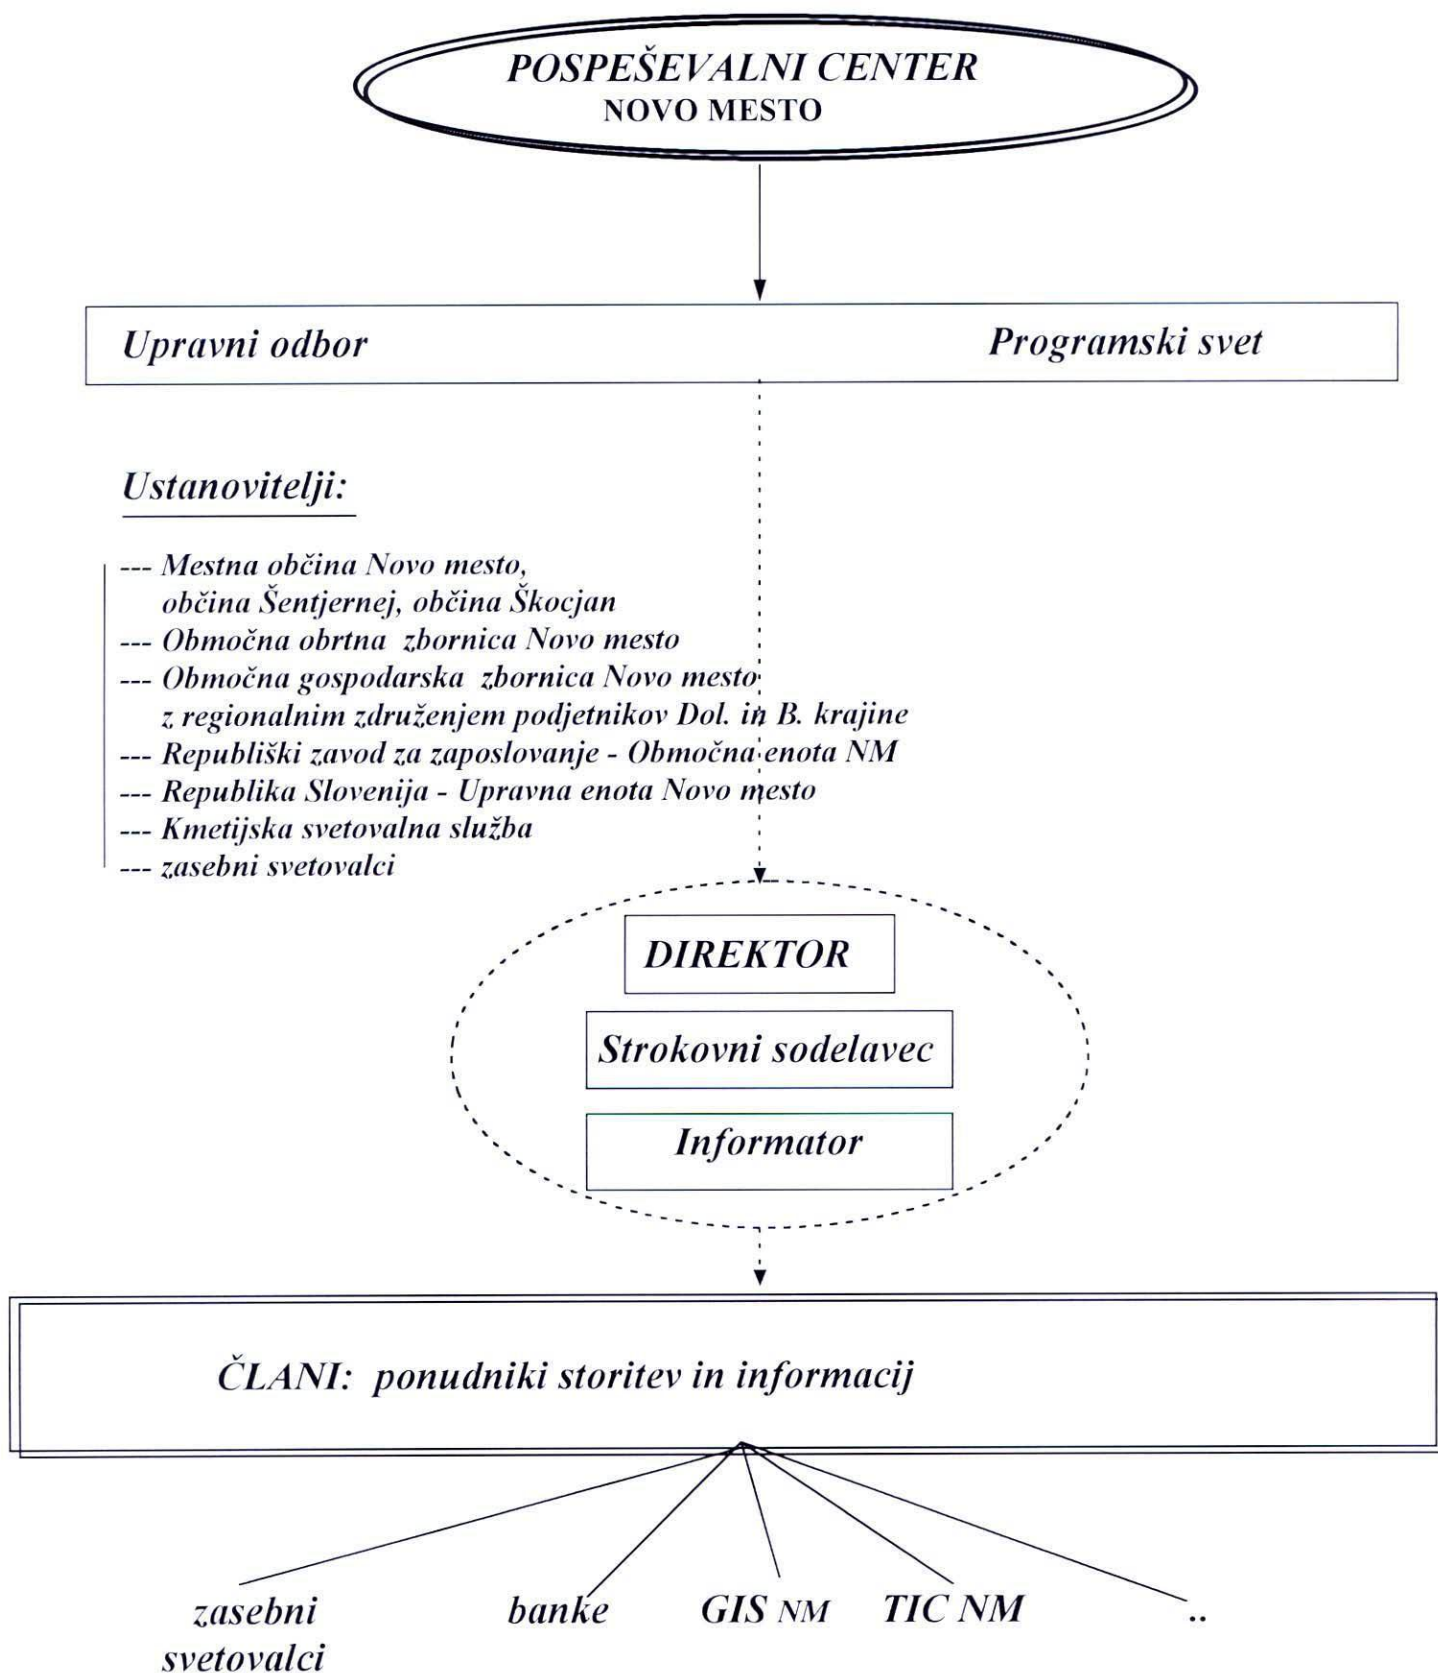 POSPEŠEVALNI CENTER
NOVO MESTO
Upravni odbor
Programski svet
Ustanovitelji:
--- Mestna občina Novo mesto,
občina Šentjernej, občina Škocjan
--- Območna obrtna zbornica Novo mesto
--- Območna gospodarska zbornica Novo mesto
z regionalnim združenjem podjetnikov Dol. in B. krajine
--- Republiški zavod za zaposlovanje - Območna enota NM
--- Republika Slovenija - Upravna enota Novo mesto
--- Kmetijska svetovalna služba
--- zasebni svetovalci
DIREKTOR
Strokovni sodelavec
Informator
ČLANI: ponudniki storitev in informacij
zasebni
svetovalci
banke
GIS NM
TIC NM
..